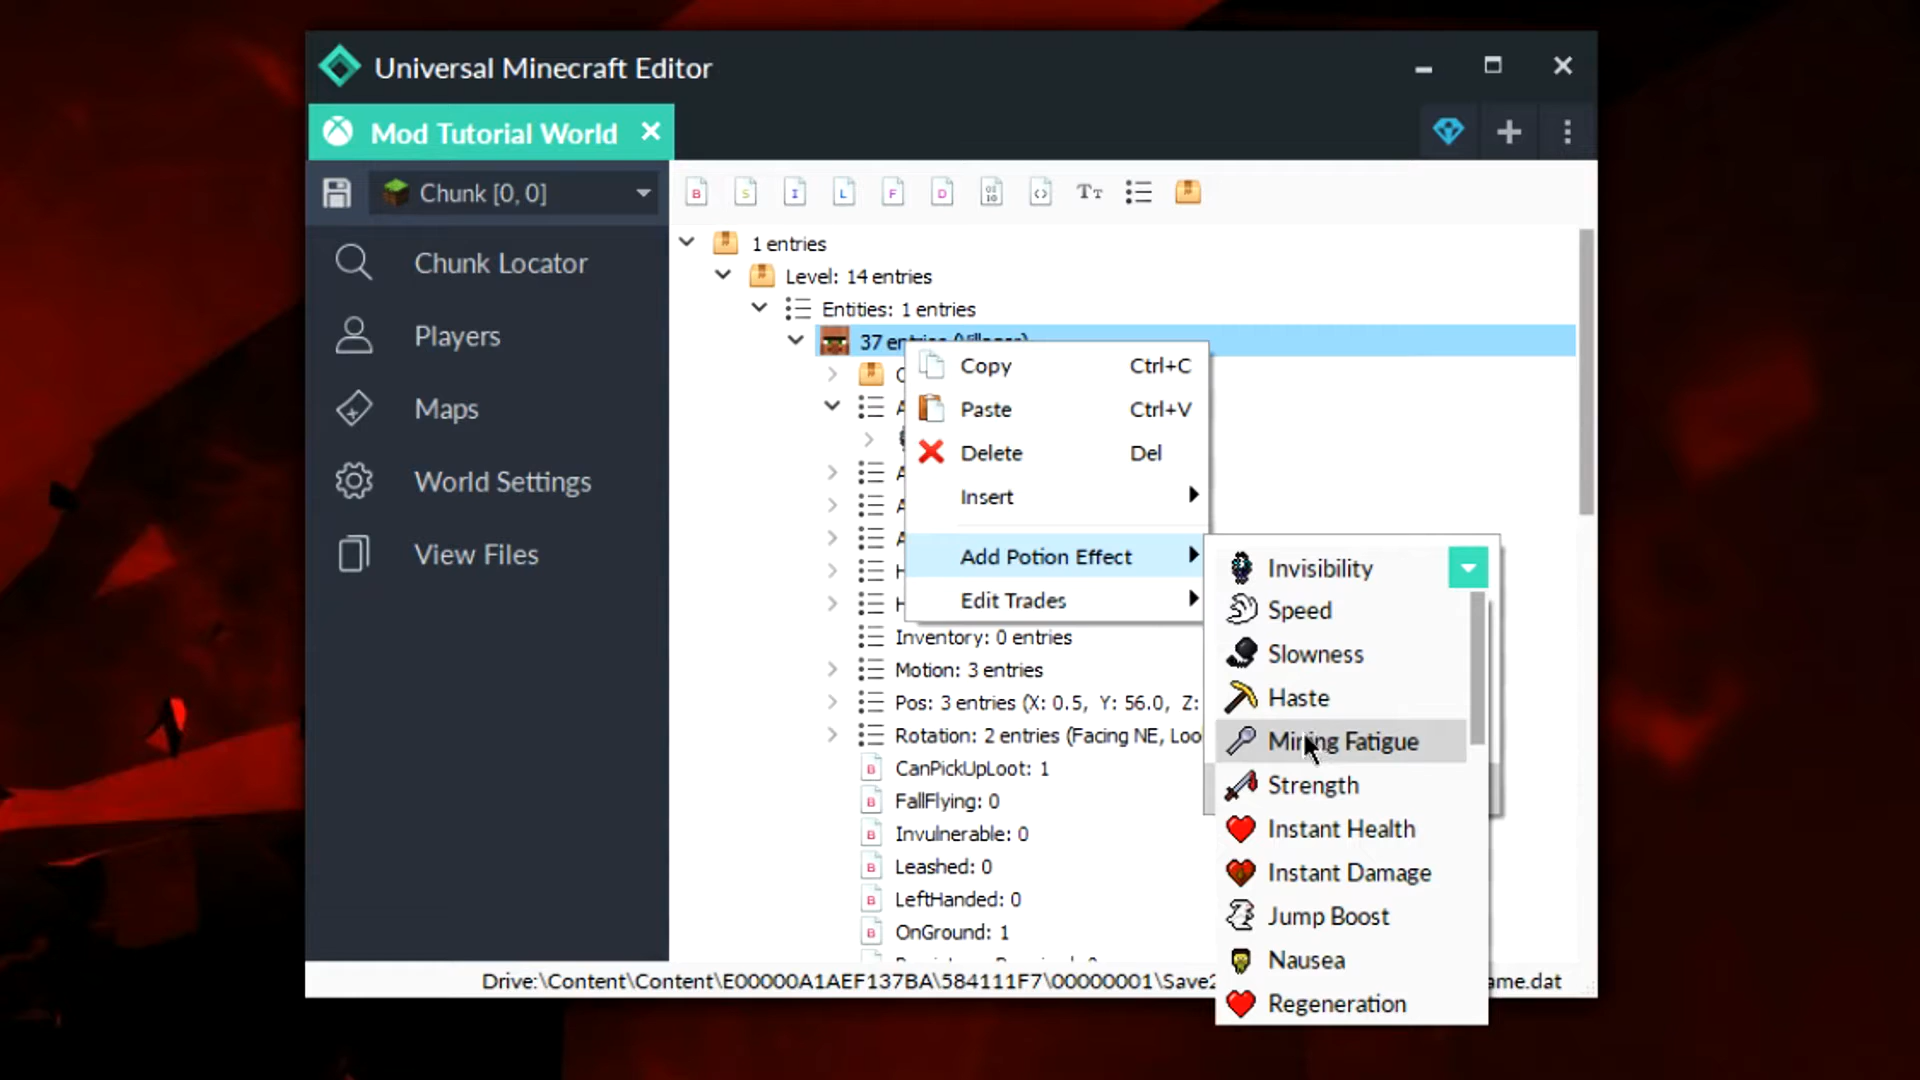 Universal Minecraft Editor
Mod Tutorial World
Chunk [0, 0]
B S I L F D
Chunk Locator
Players
Maps
World Settings
View Files
1 entries
Level: 14 entries
Entities: 1 entries
37 entries (Villager)
Copy Ctrl+C
Paste Ctrl+V
Delete Del
Insert
Add Potion Effect
Edit Trades
Inventory: 0 entries
Motion: 3 entries
Pos: 3 entries (X: 0.5, Y: 56.0, Z:
Rotation: 2 entries (Facing NE, Loo
CanPickUpLoot: 1
FallFlying: 0
Invulnerable: 0
Leashed: 0
LeftHanded: 0
OnGround: 1
Invisibility
Speed
Slowness
Haste
Mining Fatigue
Strength
Instant Health
Instant Damage
Jump Boost
Nausea
Regeneration
Drive:\Content\Content\E00000A1AEF137BA\584111F7\00000001\Save2 ame.dat